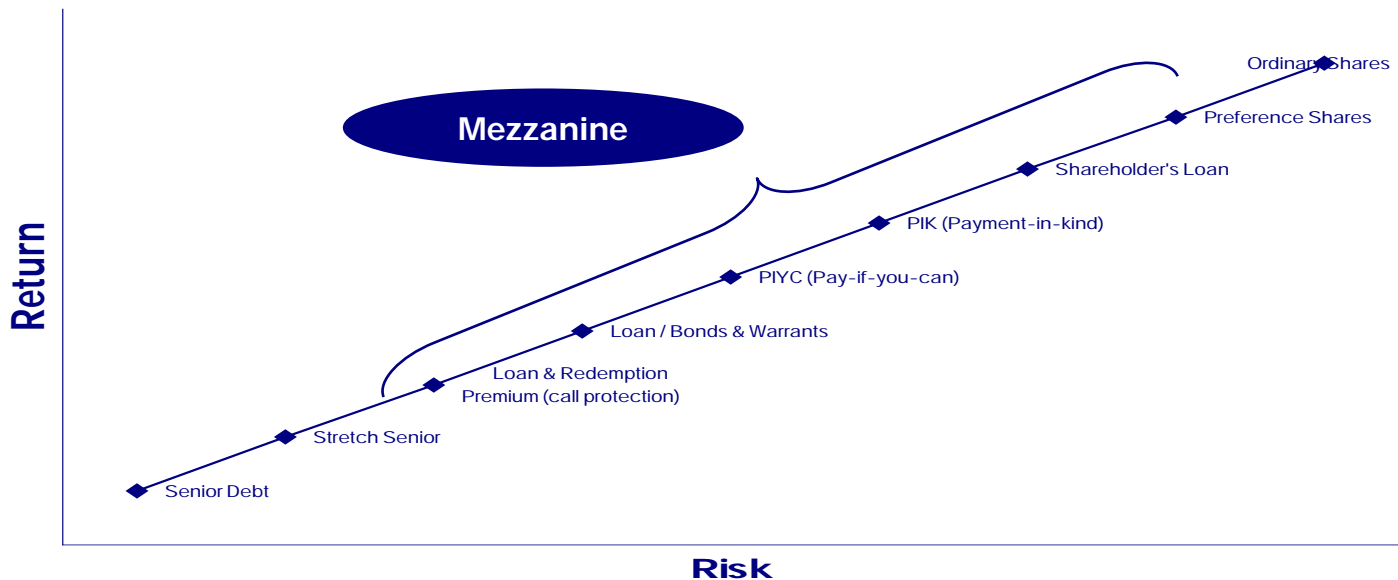 Ordinary Shares
Mezzanine
Preference Shares
Shareholder's Loan
PIK (Payment-in-kind)
Return
PIYC (Pay-if-you-can)
Loan / Bonds & Warrants
Loan & Redemption
Premium (call protection)
Stretch Senior
Senior Debt
Risk